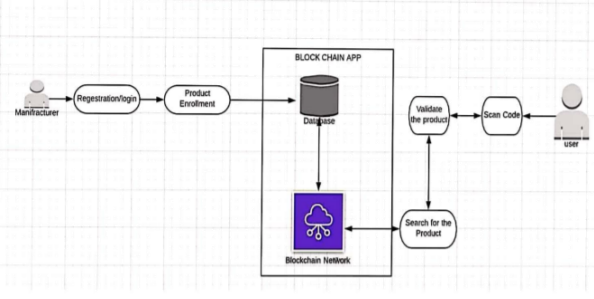 BLOCK CHAIN APP
Manifracturer
Regestration/login
Product
Enrollment
Database
Validate
the product
Scan Code
user
Search for the
Product
Blockchain Network